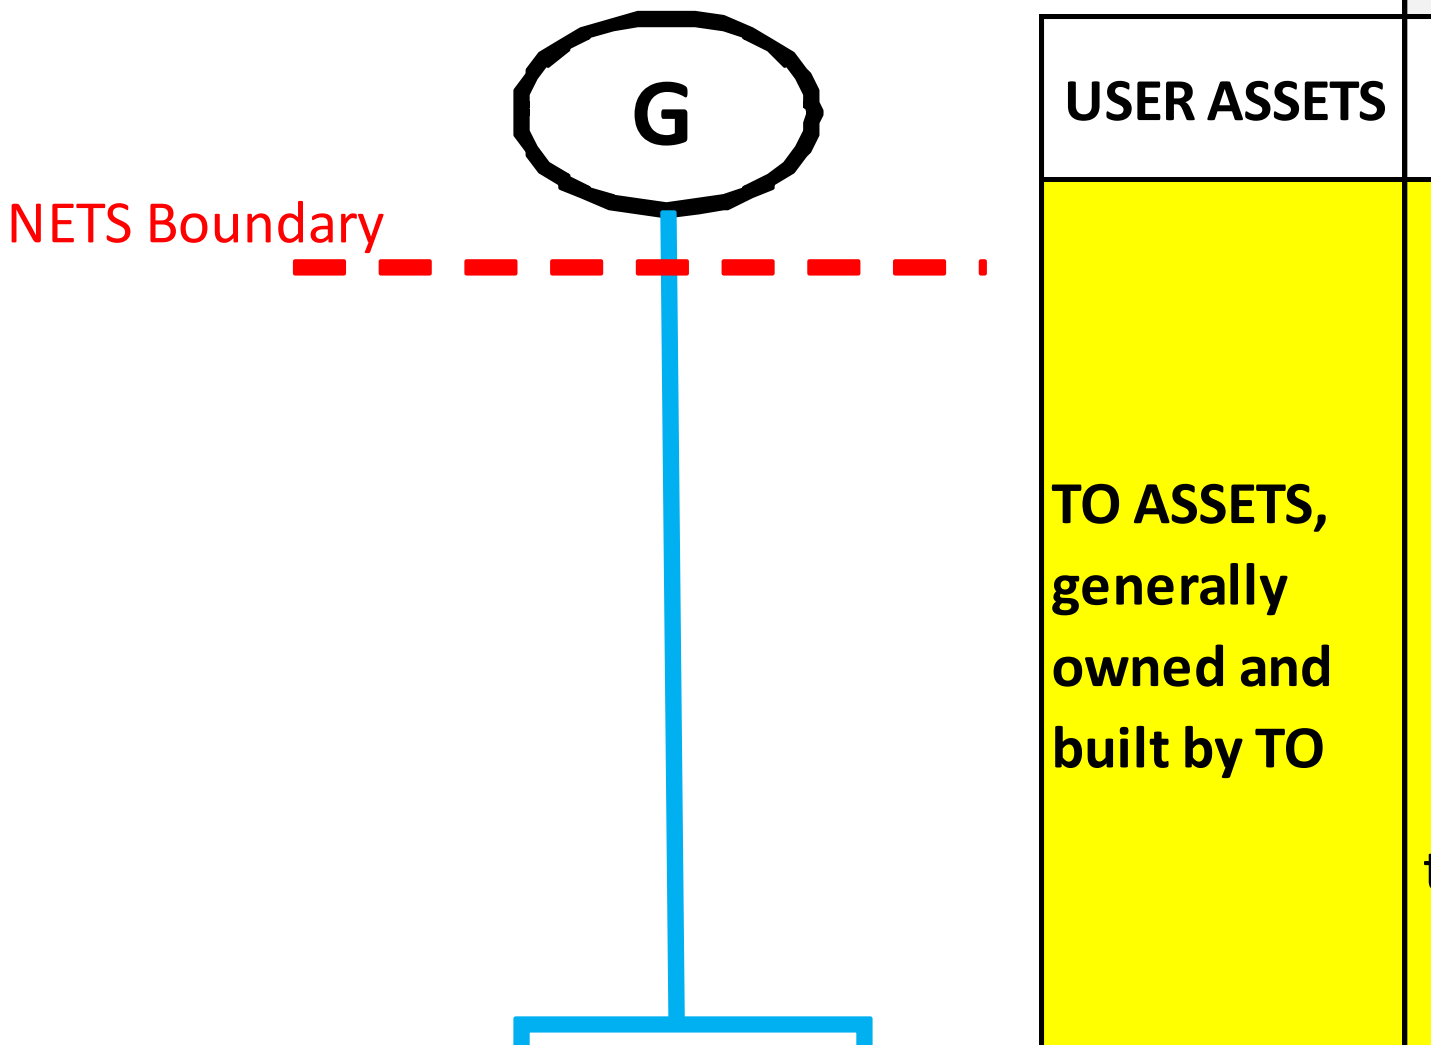 G
USER ASSETS
NETS Boundary
TO ASSETS,
generally
owned and
built by TO